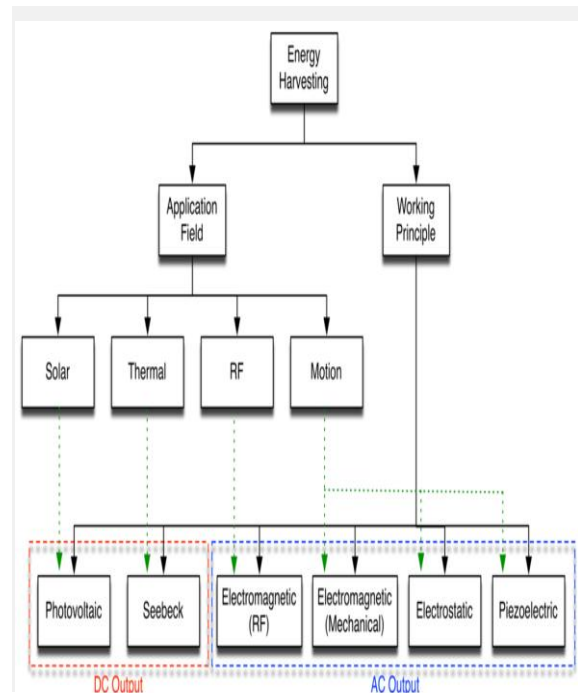 Energy
Harvesting
Application
Field
Working
Principle
Solar
Thermal
RF
Motion
Photovoltaic
Seebeck
Electromagnetic
(RF)
Electromagnetic
(Mechanical)
Electrostatic
Piezoelectric
DC Output
AC Output